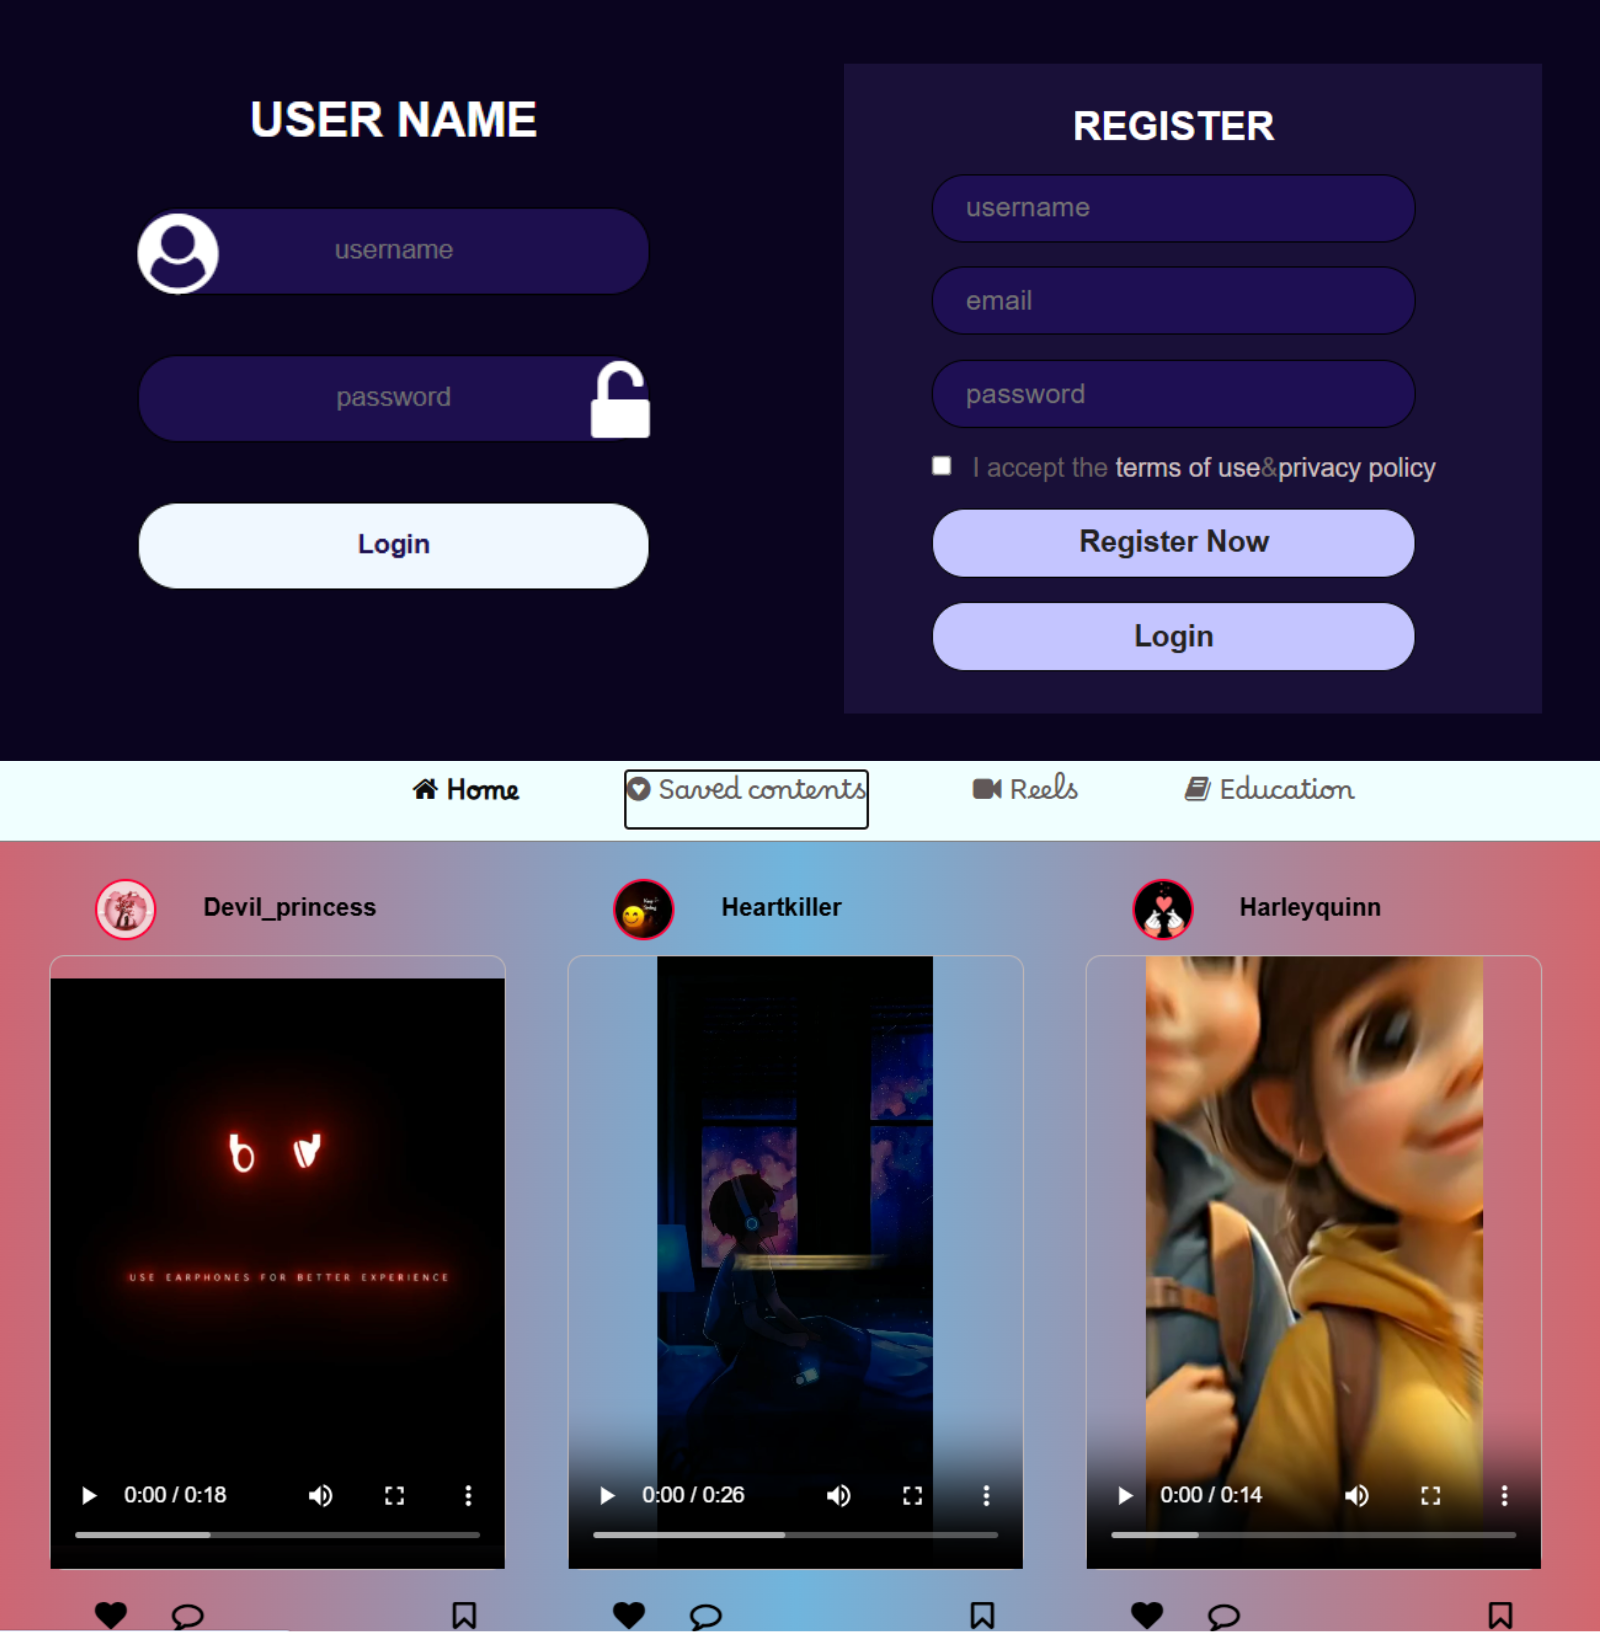 USER NAME
username
password
Login
REGISTER
username
email
password
I accept the terms of use&privacy policy
Register Now
Login
Home
Saved contents
Reels
Education
Devil_princess
Heartkiller
Harleyquinn
USE EARPHONES FOR BETTER EXPERIENCE
0:00 / 0:18
0:00 / 0:26
0:00 / 0:14